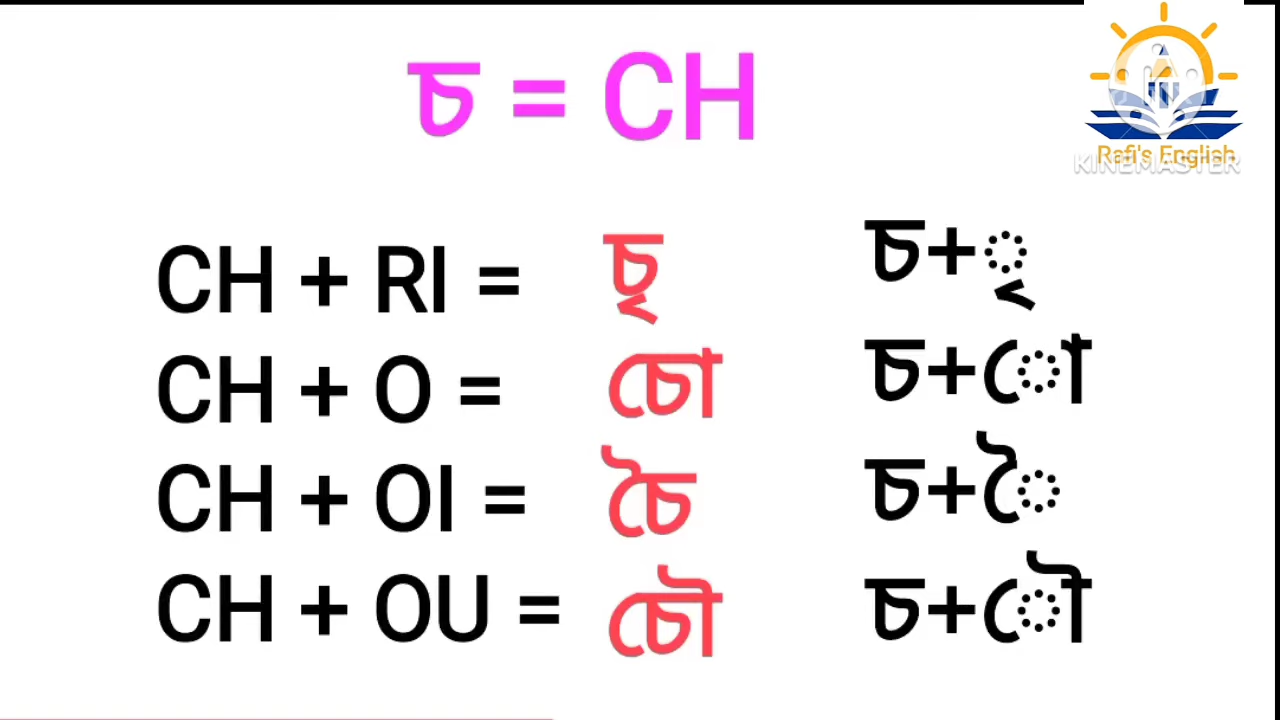 চ = CH
Rafi's English
KINEMASTER
CH + RI = চৃ চ+ৃ
CH + O = চো চ+ো
CH + OI = চৈ চ+ৈ
CH + OU = চৌ চ+ৌ